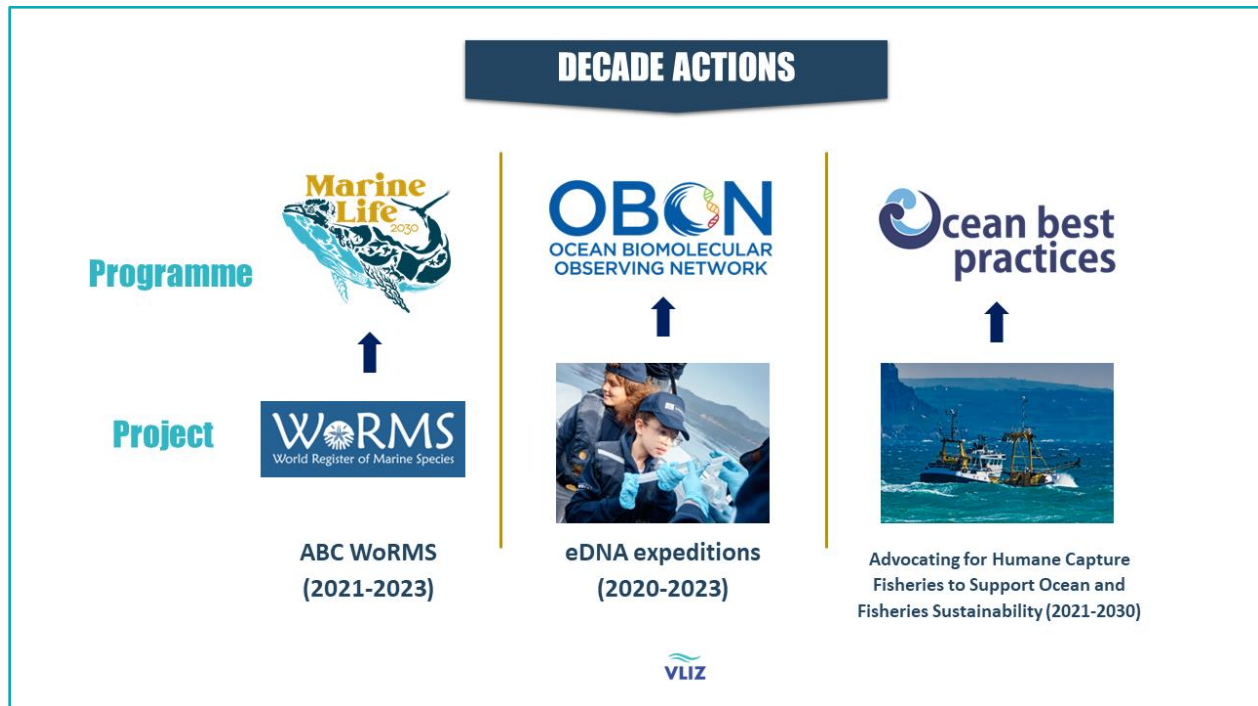 DECADE ACTIONS
Programme
Marine
Life
2030
OBON
OCEAN BIOMOLECULAR
OBSERVING NETWORK
Ocean best
practices
Project
WoRMS
World Register of Marine Species
ABC WoRMS
(2021-2023)
eDNA expeditions
(2020-2023)
Advocating for Humane Capture
Fisheries to Support Ocean and
Fisheries Sustainability (2021-2030)
VLIZ